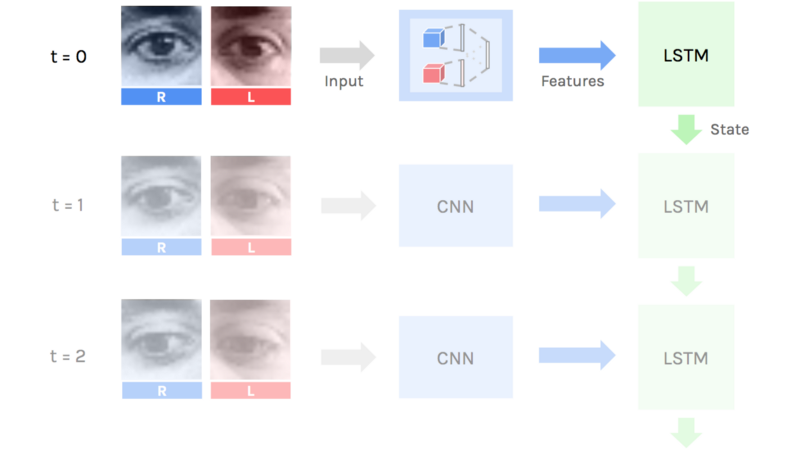 t = 0
R
L
Input
Features
LSTM
State
t = 1
R
L
CNN
LSTM
t = 2
R
L
CNN
LSTM